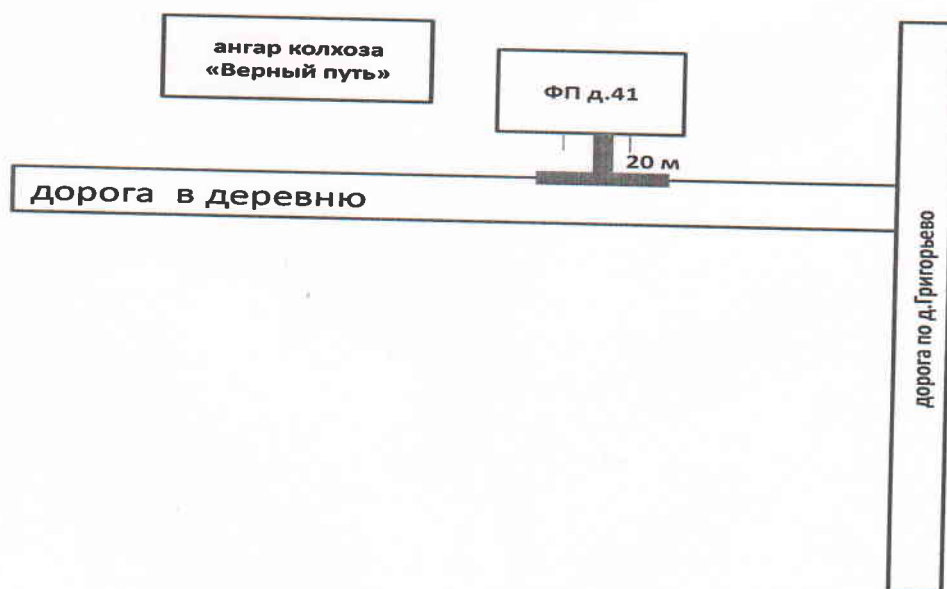 ангар колхоза
«Верный путь»
ФП д.41
20 м
дорога в деревню
дорога по д.Григорьево